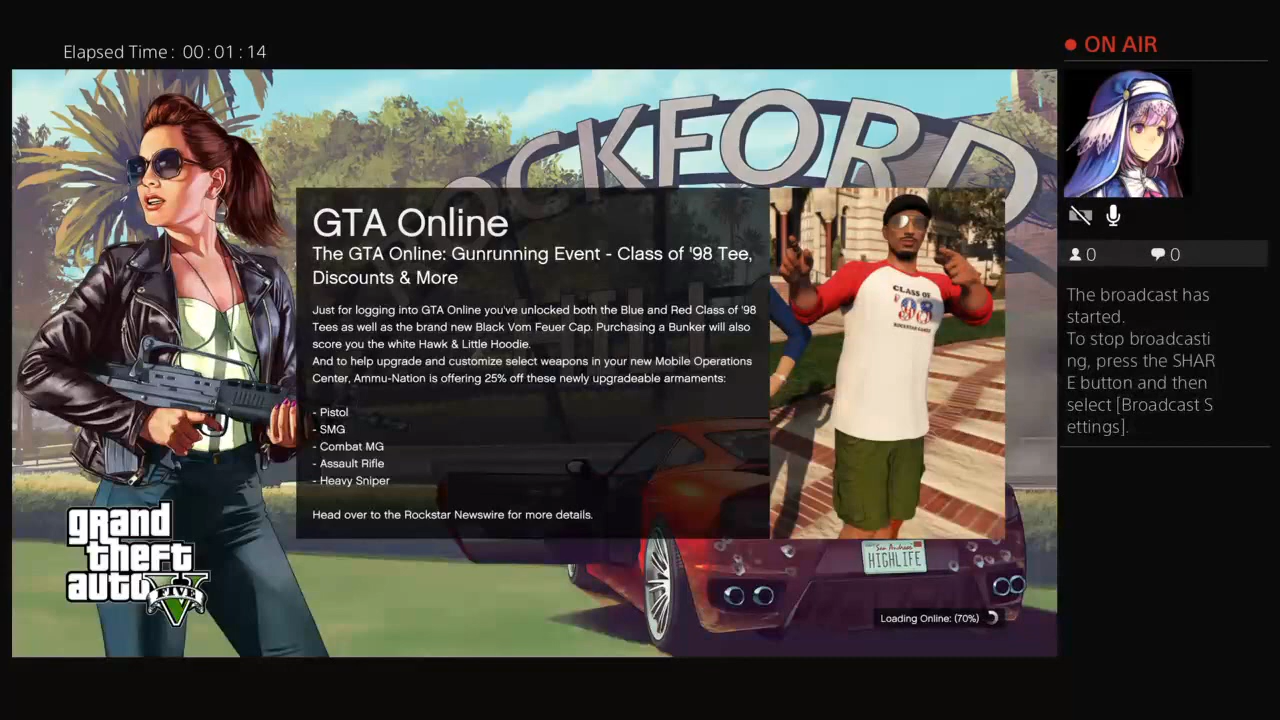 Elapsed Time: 00:01:14
ON AIR
OCKFORD
GTA Online
The GTA Online: Gunrunning Event - Class of '98 Tee,
Discounts & More
Just for logging into GTA Online you've unlocked both the Blue and Red Class of '98
Tees as well as the brand new Black Vom Feuer Cap. Purchasing a Bunker will also
score you the white Hawk & Little Hoodie.
And to help upgrade and customize select weapons in your new Mobile Operations
Center, Ammu-Nation is offering 25% off these newly upgradeable armaments:
- Pistol
- SMG
- Combat MG
- Assault Rifle
- Heavy Sniper
Head over to the Rockstar Newswire for more details.
CLASS OF
'98
ROCKSTAR GAMES
grand
theft
auto
FIVE
V
San Andreas
HIGHLIFE
Loading Online: (70%)
0 0
The broadcast has
started.
To stop broadcasti
ng, press the SHAR
E button and then
select [Broadcast S
ettings].